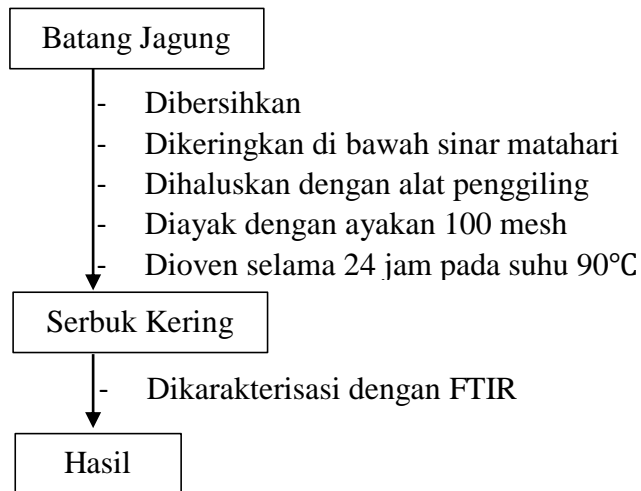 Batang Jagung
- Dibersihkan
- Dikeringkan di bawah sinar matahari
- Dihaluskan dengan alat penggiling
- Diayak dengan ayakan 100 mesh
- Dioven selama 24 jam pada suhu 90°C
Serbuk Kering
- Dikarakterisasi dengan FTIR
Hasil